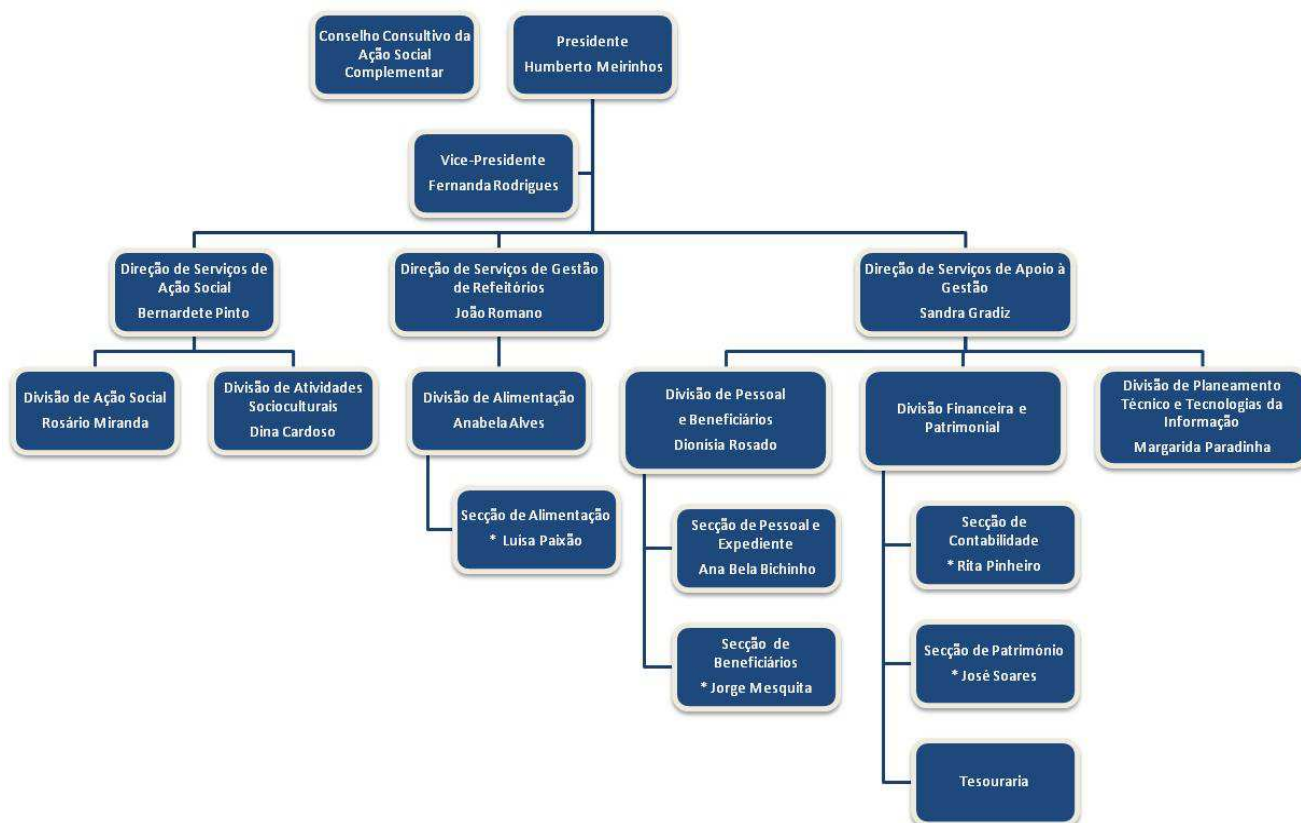 Conselho Consultivo da
Ação Social
Complementar
Presidente
Humberto Meirinhos
Vice-Presidente
Fernanda Rodrigues
Direção de Serviços de
Ação Social
Bernardete Pinto
Direção de Serviços de Gestão
de Refeitórios
João Romano
Direção de Serviços de Apoio à
Gestão
Sandra Gradiz
Divisão de Ação Social
Rosário Miranda
Divisão de Atividades
Socioculturais
Dina Cardoso
Divisão de Alimentação
Anabela Alves
Divisão de Pessoal
e Beneficiários
Dionísia Rosado
Divisão Financeira e
Patrimonial
Divisão de Planeamento
Técnico e Tecnologias da
Informação
Margarida Paradinha
Secção de Alimentação
* Luísa Paixão
Secção de Pessoal e
Expediente
Ana Bela Bichinho
Secção de
Contabilidade
* Rita Pinheiro
Secção de
Beneficiários
* Jorge Mesquita
Secção de Património
* José Soares
Tesouraria